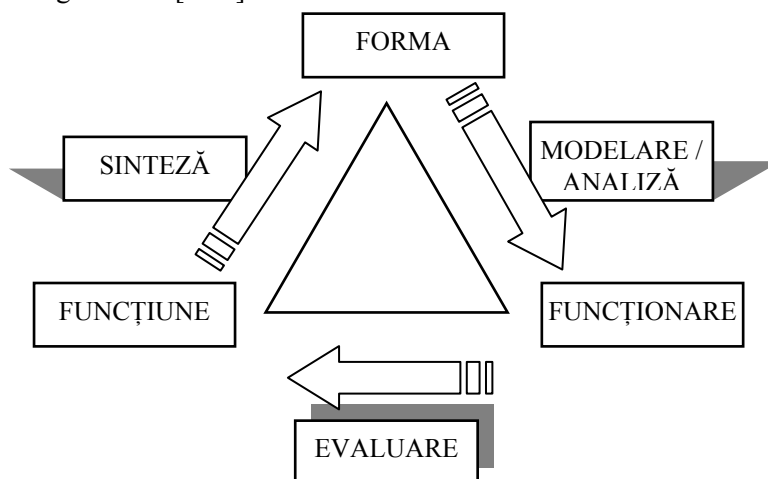 FORMA
SINTEZĂ
MODELARE /
ANALIZĂ
FUNCȚIUNE
FUNCȚIONARE
EVALUARE